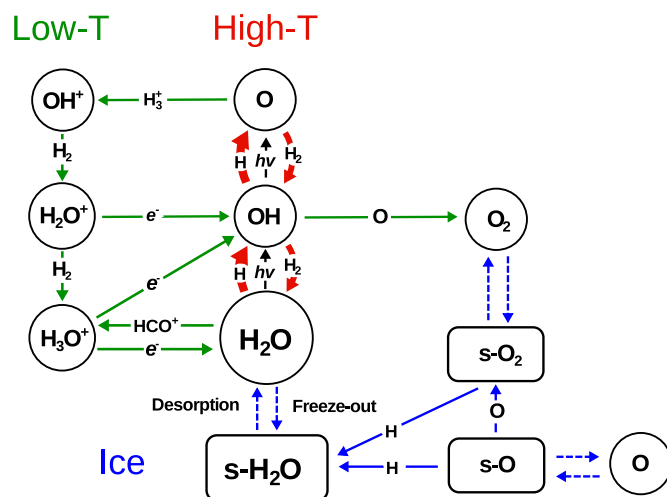 Low-T High-T
OH⁺ H₃⁺ O
H₂ H hν H₂
H₂O⁺ e⁻ OH O O₂
H₂ e⁻ H hν H₂
H₃O⁺ HCO⁺ e⁻ H₂O s-O₂
Desorption Freeze-out O
H
Ice s-H₂O H s-O O